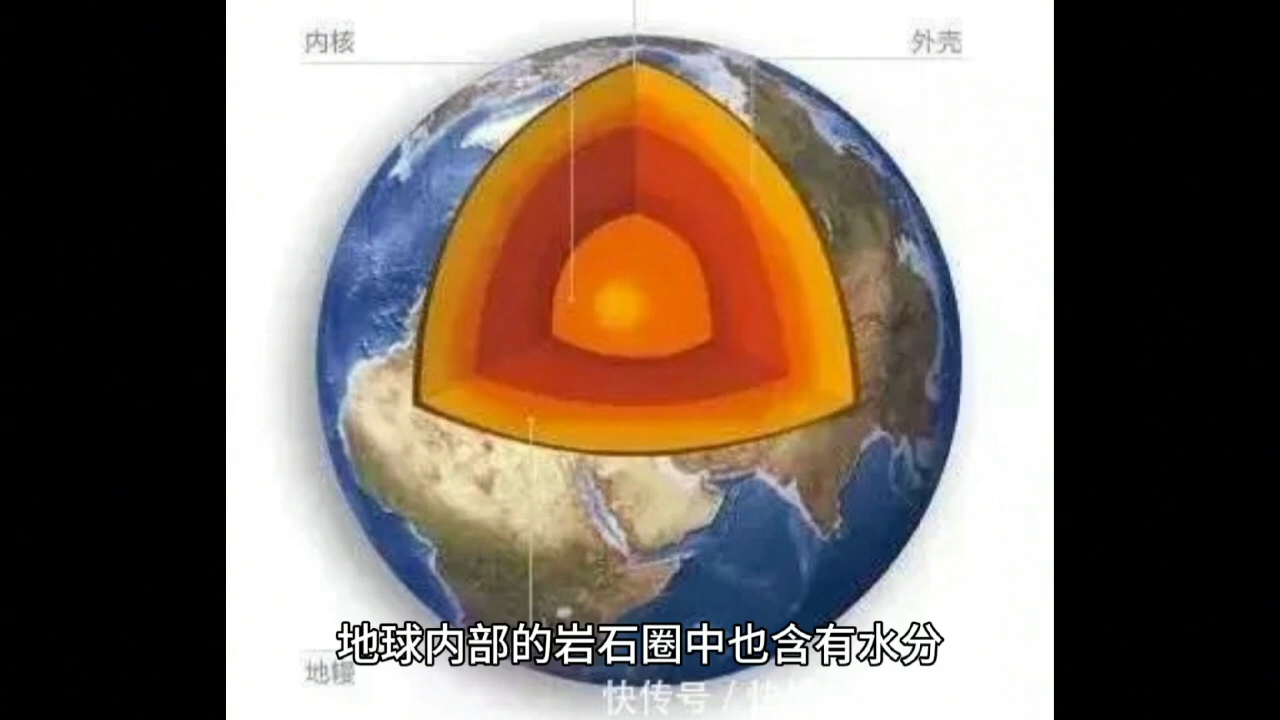 内核
外壳
地球内部的岩石圈中也含有水分
地幔
快传号 /